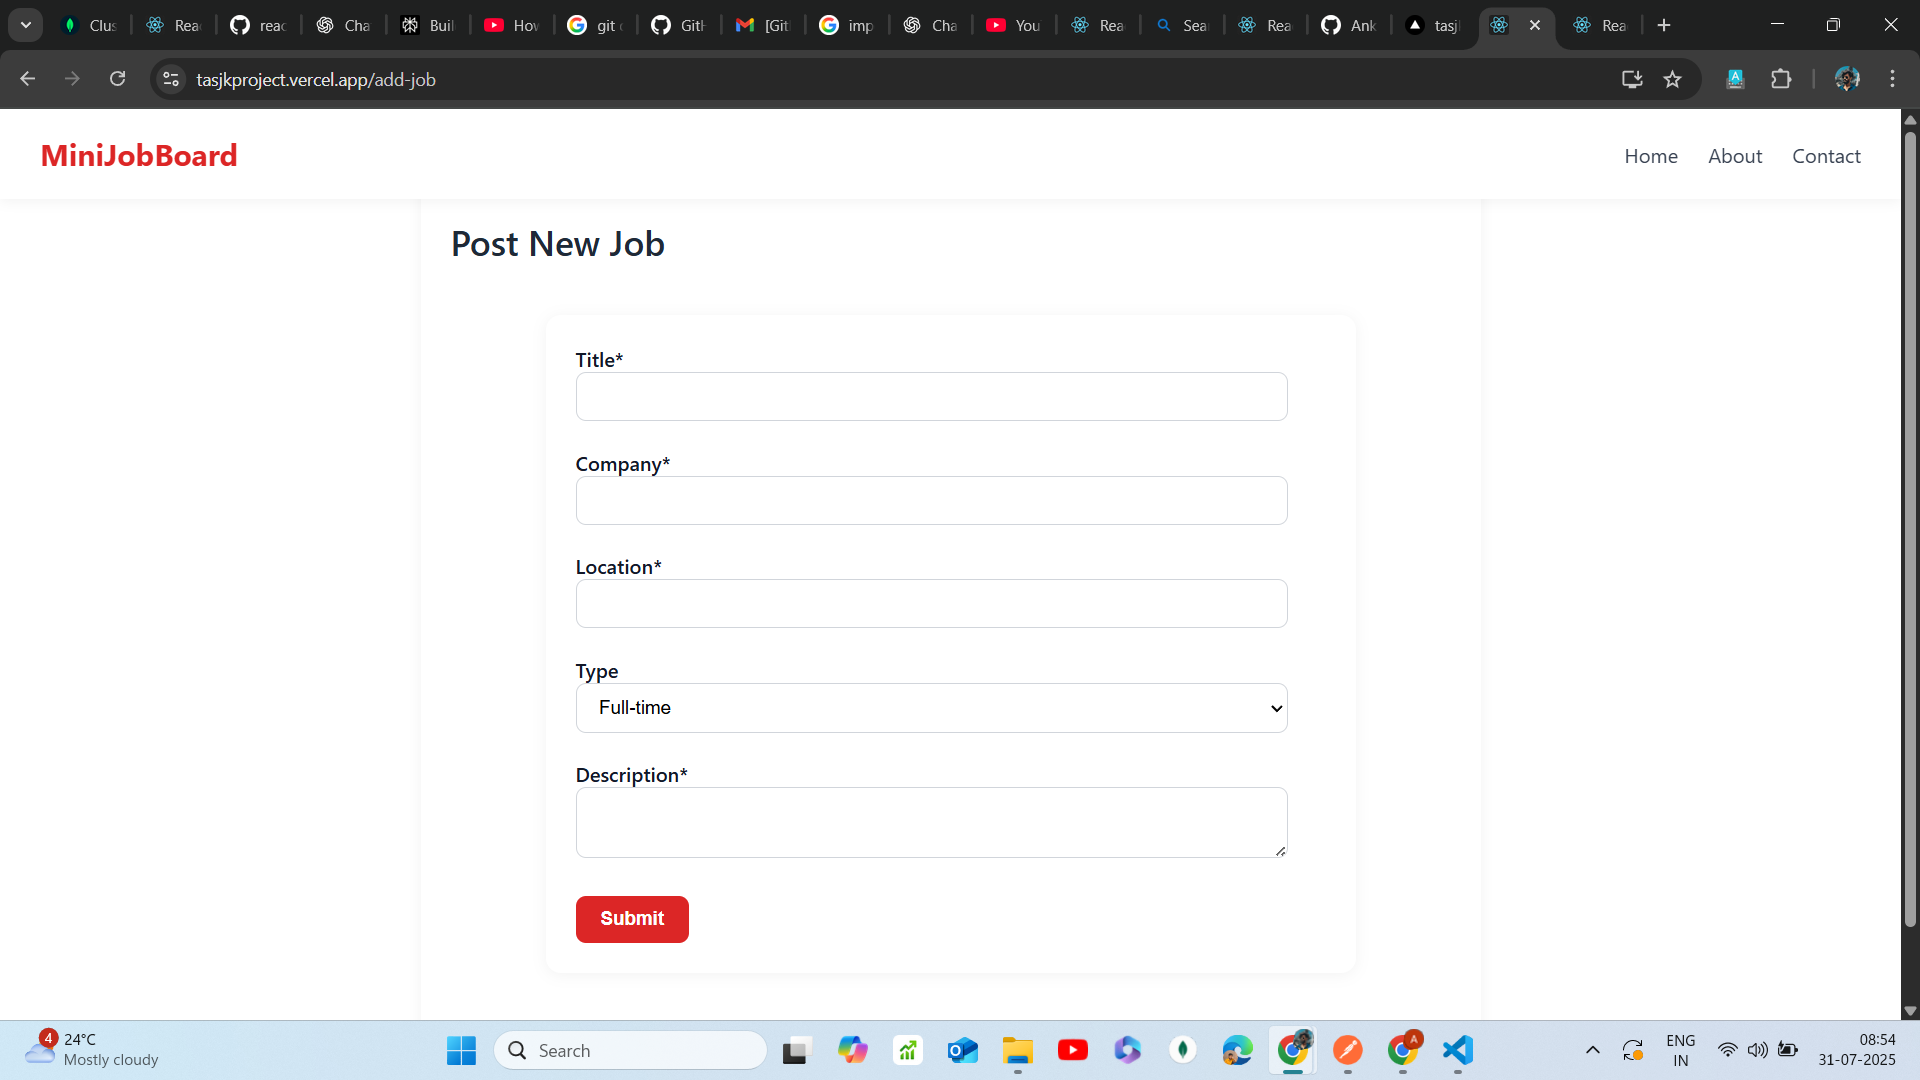 Clus
Rea
reac
Cha
Buil
How
git c
GitH
[Git
imp
Cha
You
Rea
Sea
Rea
Ank
tasj
Rea
tasjkproject.vercel.app/add-job
MiniJobBoard
Home About Contact
Post New Job
Title*
Company*
Location*
Type
Full-time
Description*
Submit
4
24°C
Mostly cloudy
Search
A
ENG
IN
08:54
31-07-2025